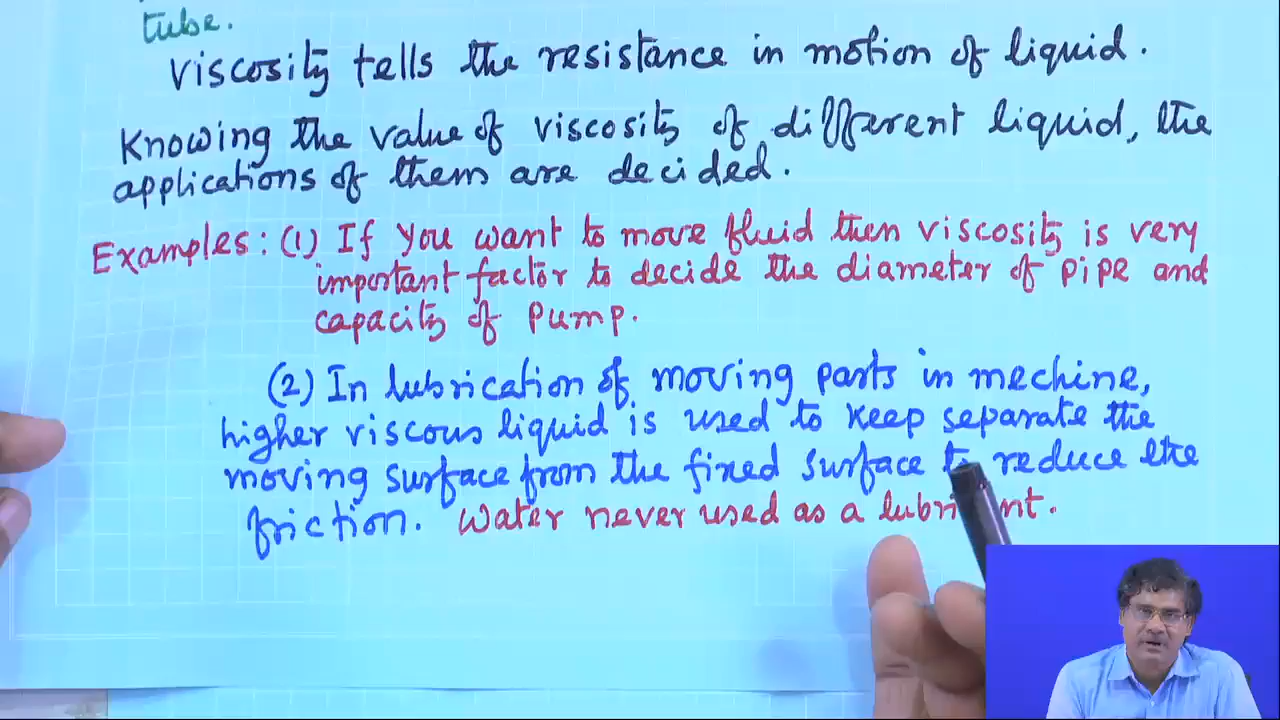 tube.
viscosity tells the resistance in motion of liquid.
Knowing the value of viscosity of different liquid, the
applications of them are decided.
Examples: (1) If you want to move fluid then viscosity is very
important factor to decide the diameter of pipe and
capacity of pump.
(2) In lubrication of moving parts in mechine,
higher viscous liquid is used to keep separate the
moving surface from the fixed surface to reduce the
friction. Water never used as a